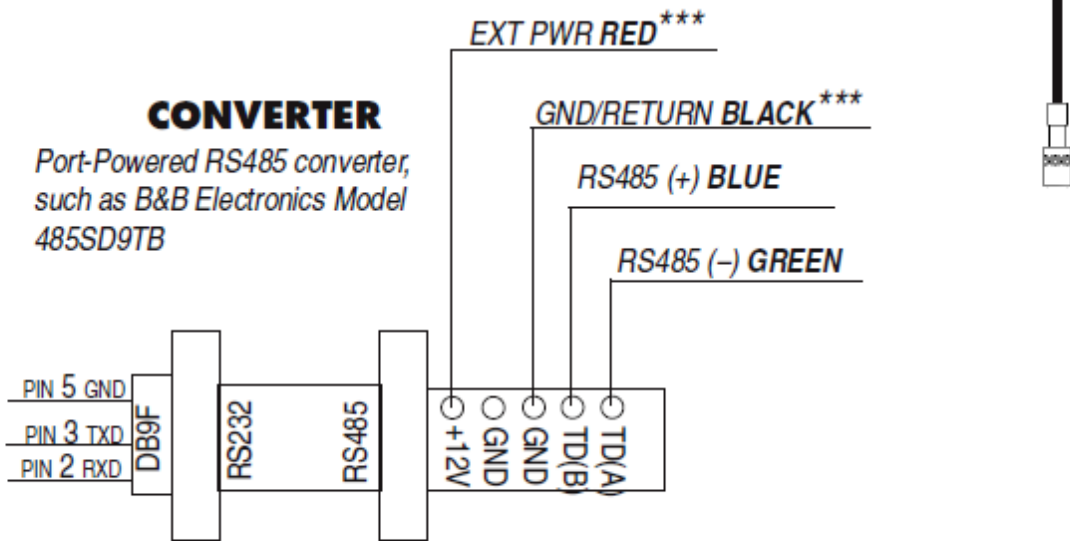 EXT PWR RED***
CONVERTER
GND/RETURN BLACK***
Port-Powered RS485 converter,
such as B&B Electronics Model
485SD9TB
RS485 (+) BLUE
RS485 (–) GREEN
PIN 5 GND
PIN 3 TXD
PIN 2 RXD
DB9F
RS232
RS485
+12V
GND
GND
TD(B)
TD(A)